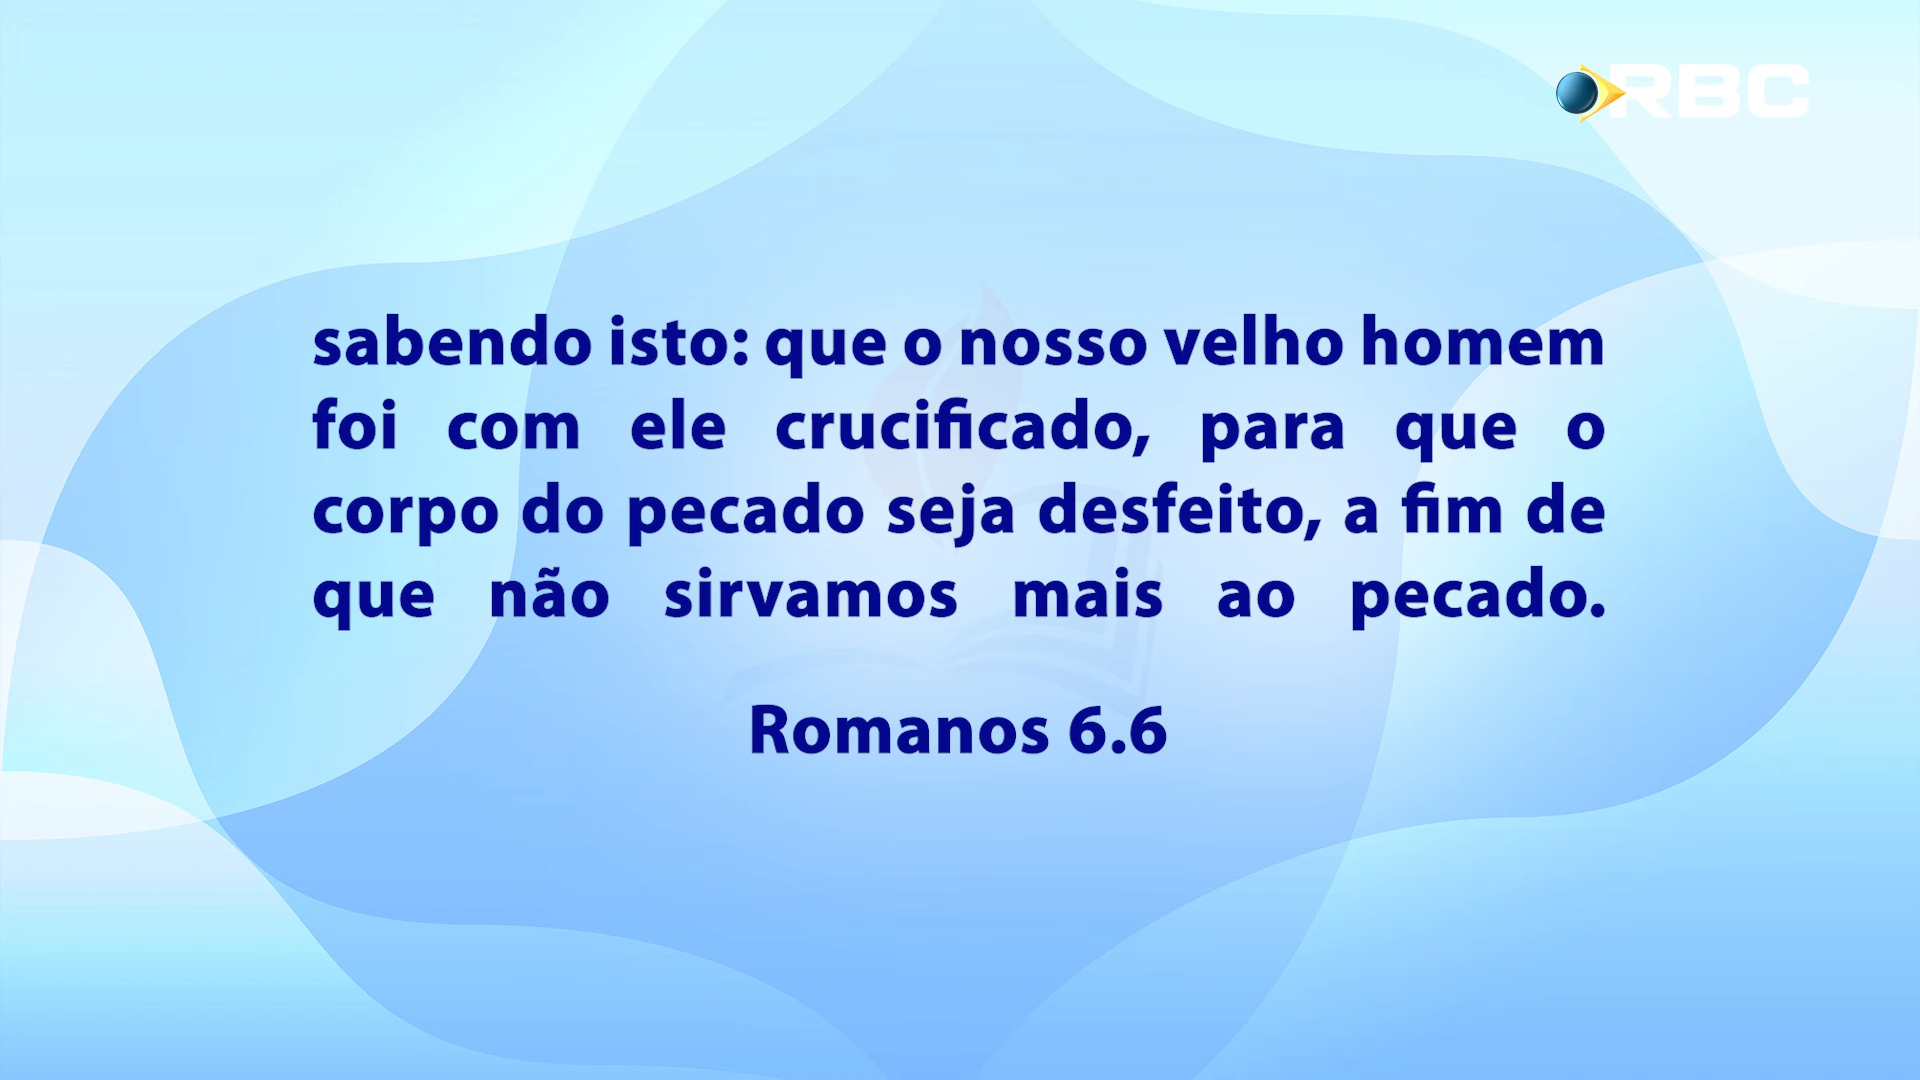 RBC
sabendo isto: que o nosso velho homem
foi com ele crucificado, para que o
corpo do pecado seja desfeito, a fim de
que não sirvamos mais ao pecado.
Romanos 6.6